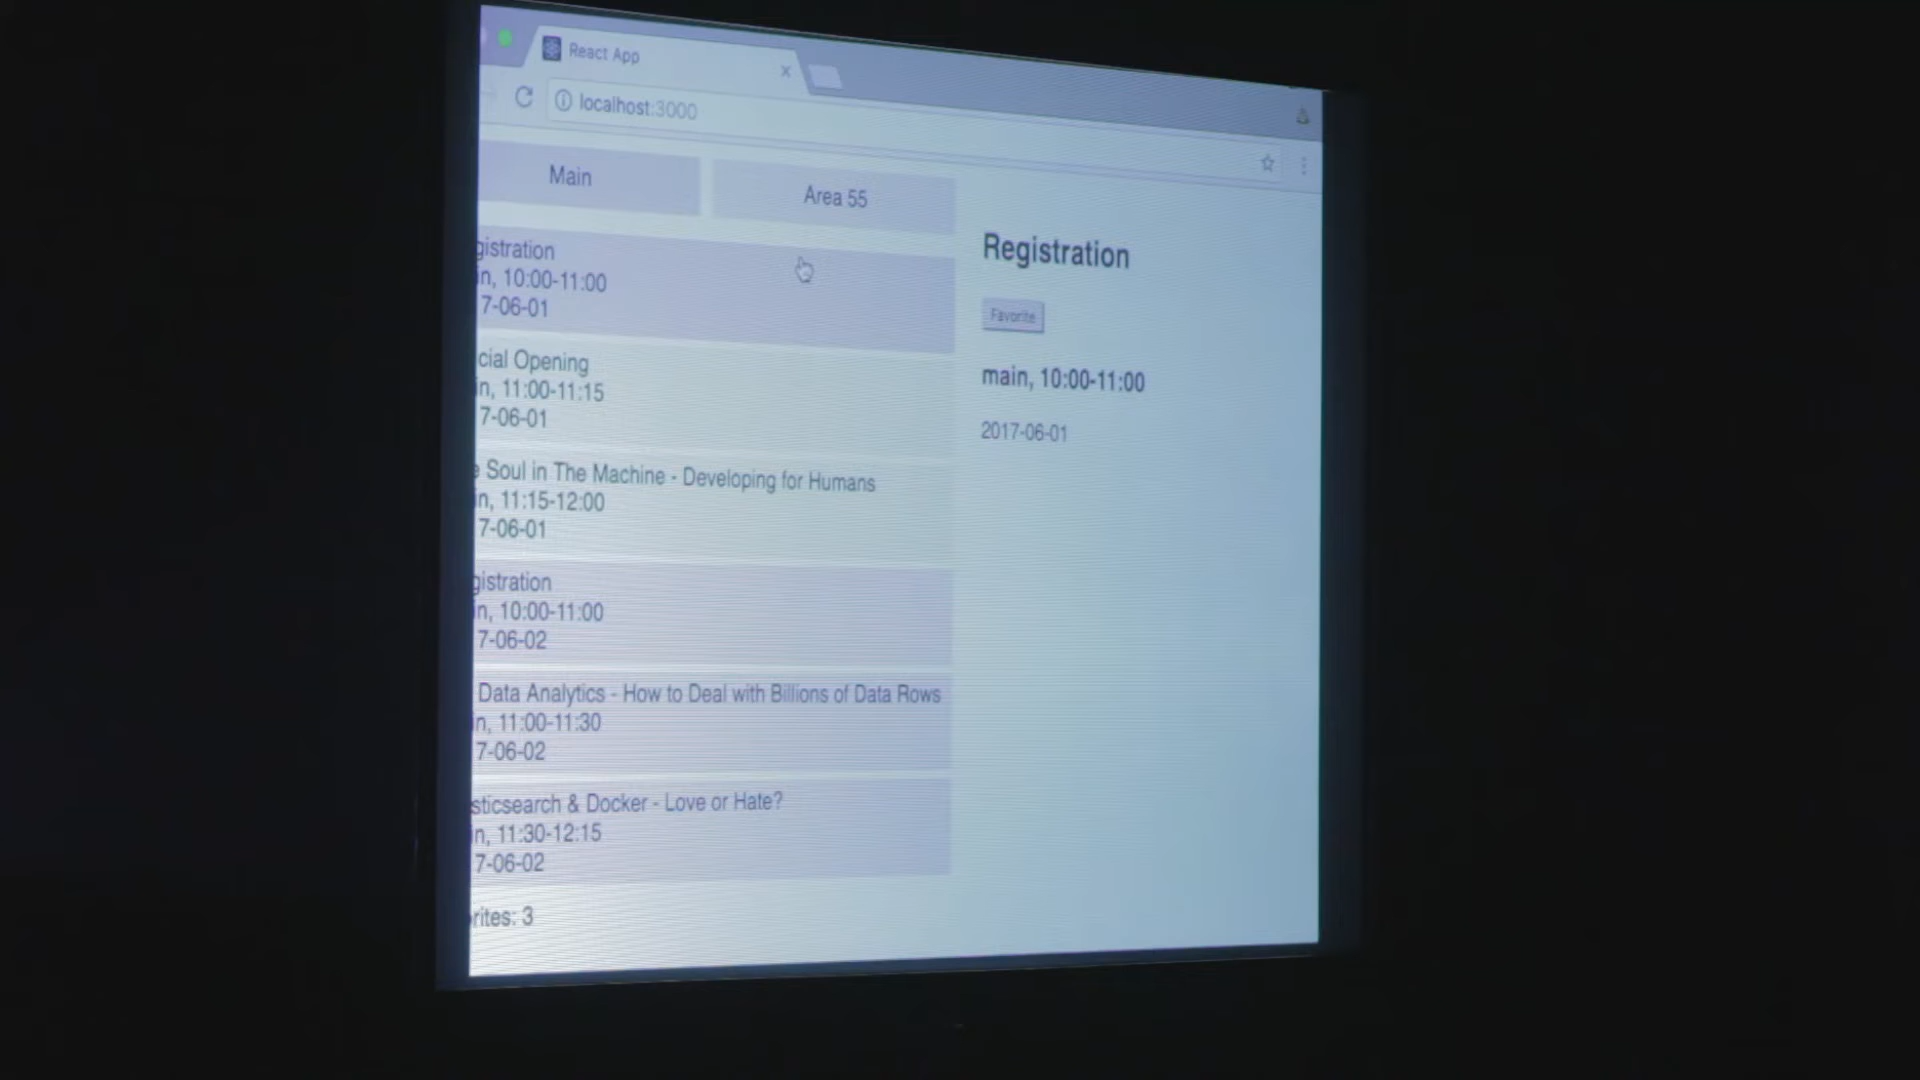 React App
localhost:3000
Main
Area 55
gistration
in, 10:00-11:00
7-06-01
cial Opening
in, 11:00-11:15
7-06-01
e Soul in The Machine - Developing for Humans
in, 11:15-12:00
7-06-01
gistration
in, 10:00-11:00
7-06-02
Data Analytics - How to Deal with Billions of Data Rows
in, 11:00-11:30
7-06-02
sticsearch & Docker - Love or Hate?
in, 11:30-12:15
7-06-02
rites: 3
Registration
Favorite
main, 10:00-11:00
2017-06-01